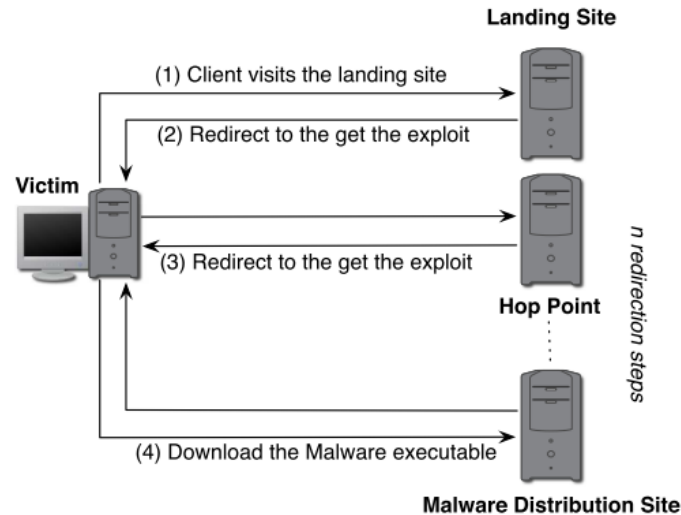 Landing Site
(1) Client visits the landing site
(2) Redirect to the get the exploit
Victim
(3) Redirect to the get the exploit
Hop Point
n redirection steps
(4) Download the Malware executable
Malware Distribution Site